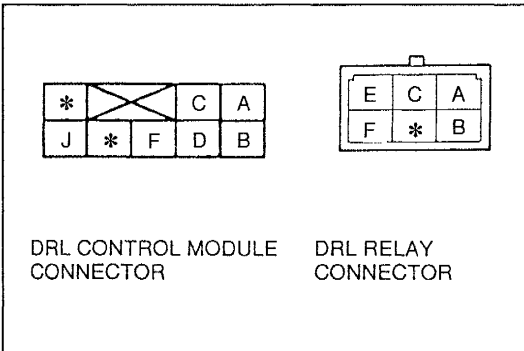 * C A
J * F D B
E C A
F * B
DRL CONTROL MODULE
CONNECTOR
DRL RELAY
CONNECTOR